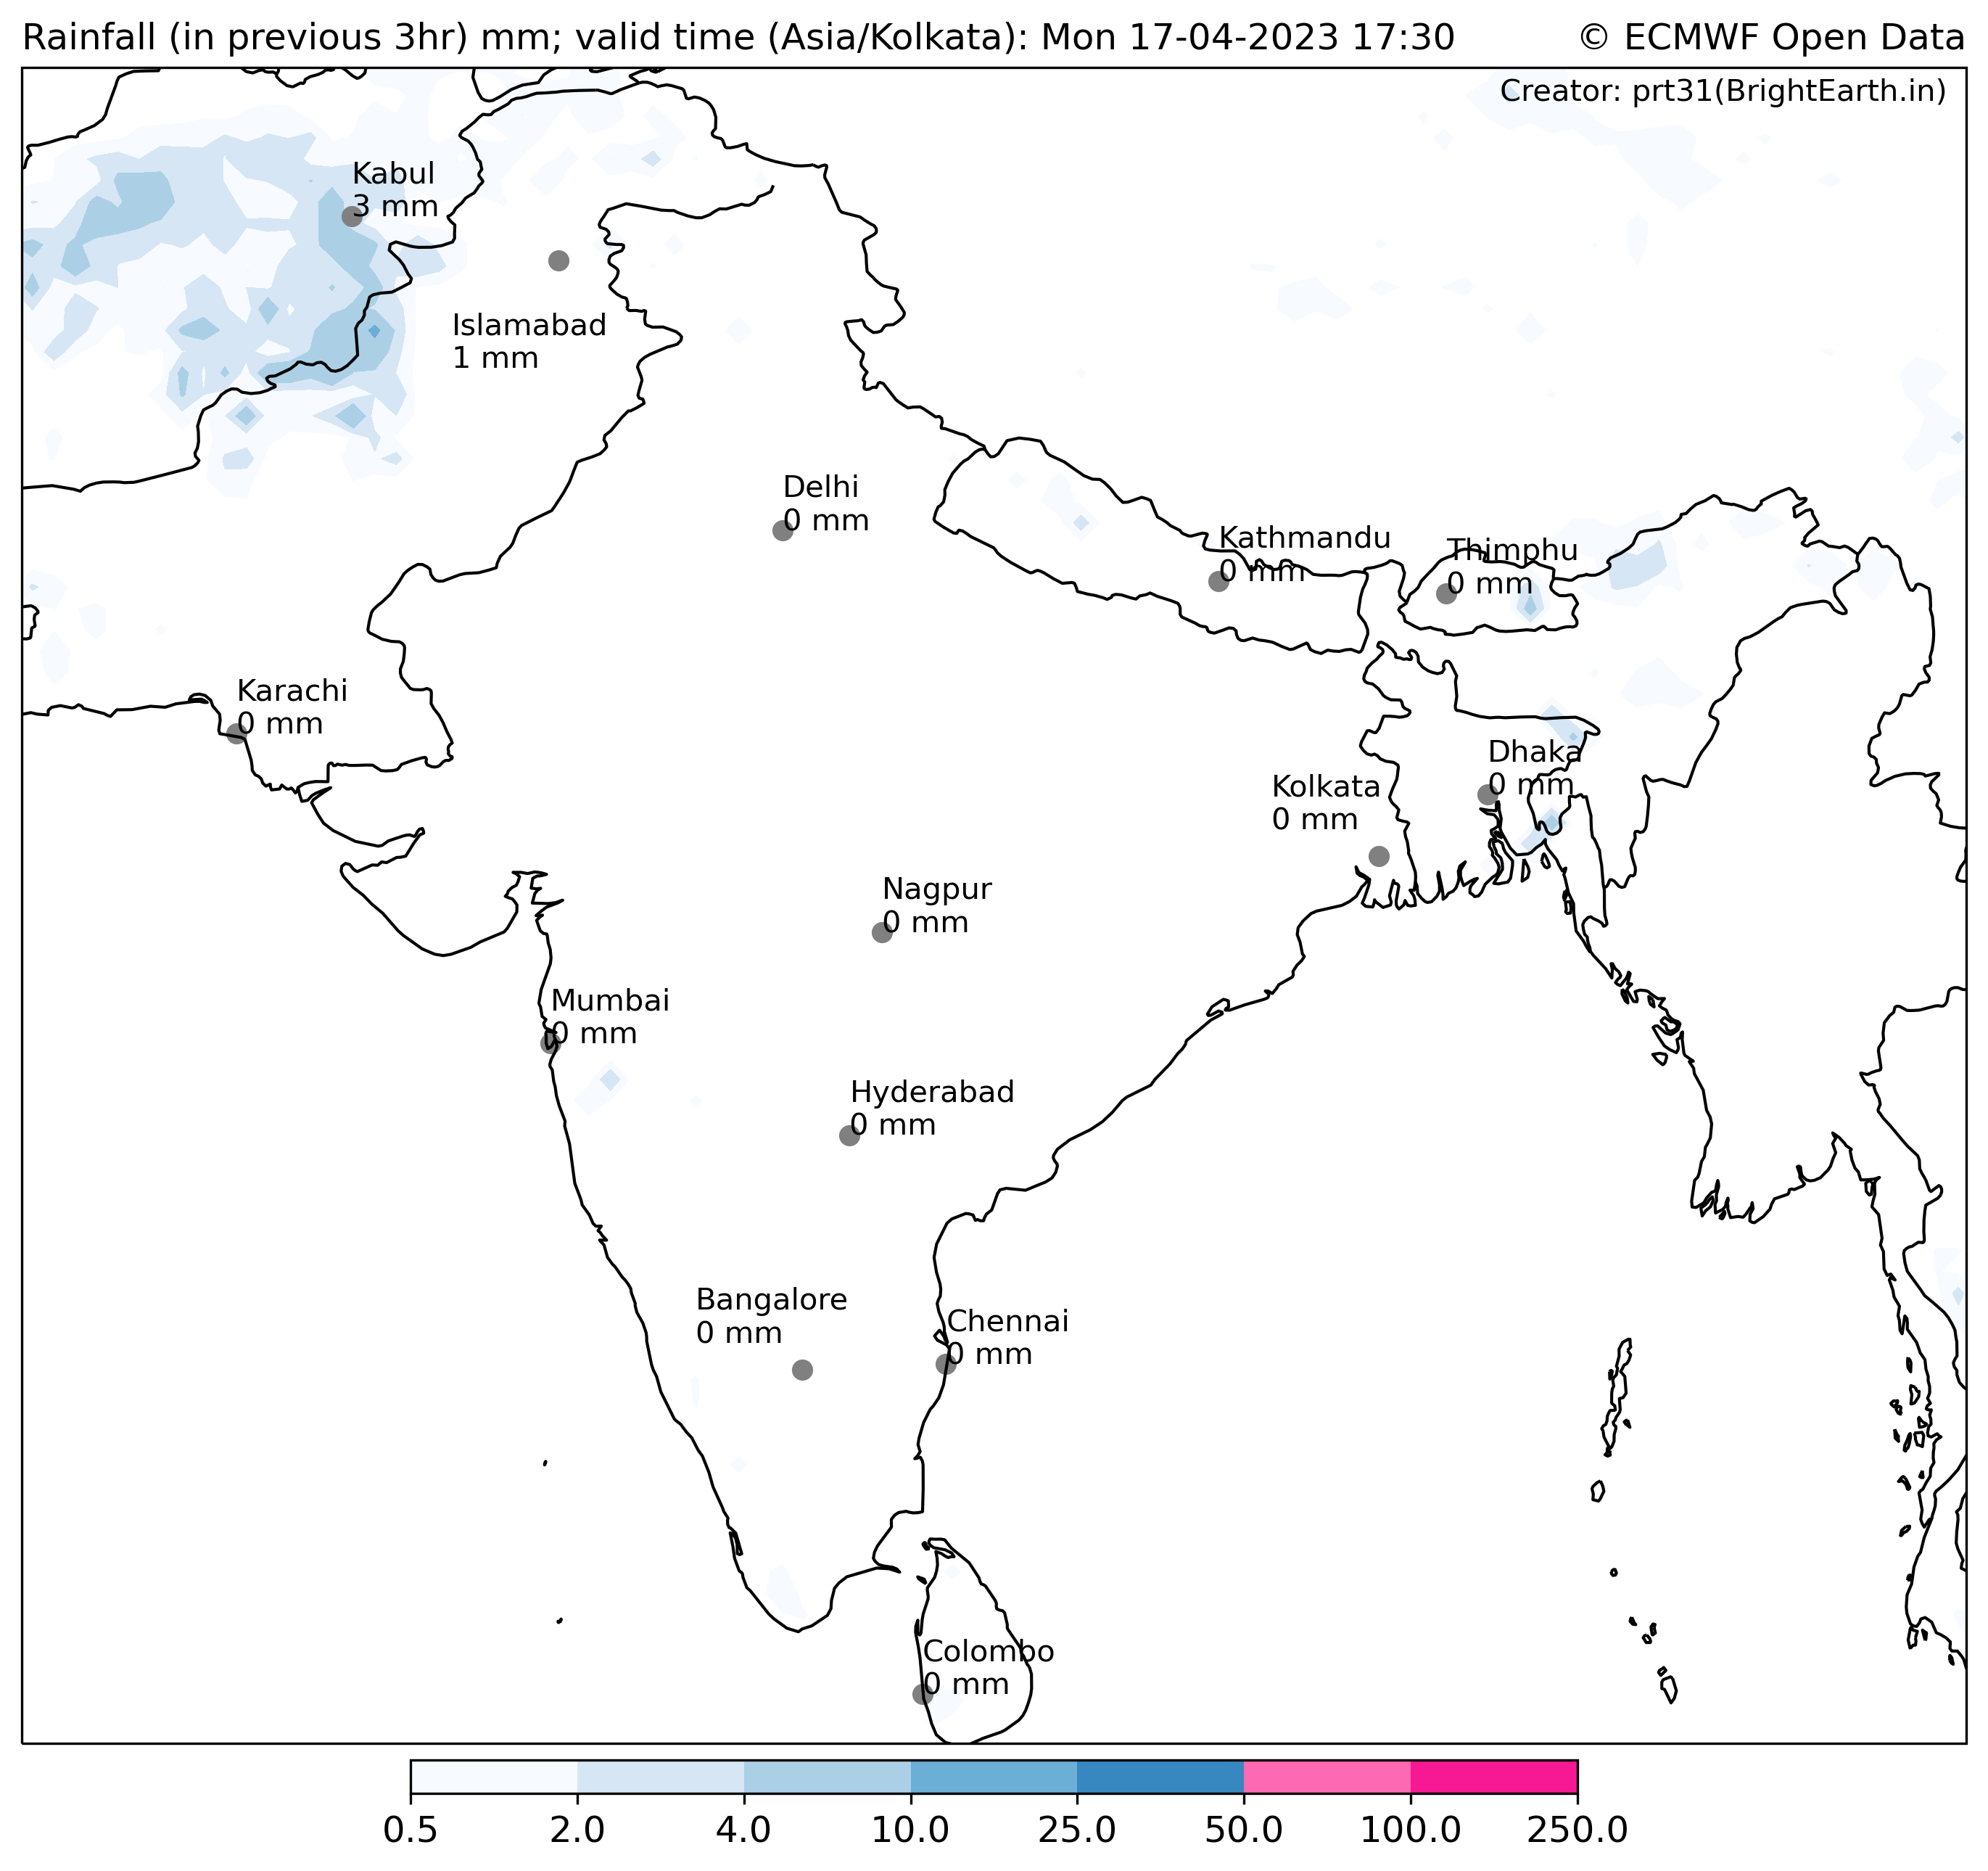 Rainfall (in previous 3hr) mm; valid time (Asia/Kolkata): Mon 17-04-2023 17:30
© ECMWF Open Data
Creator: prt31(BrightEarth.in)
Kabul
3 mm
Islamabad
1 mm
Delhi
0 mm
Kathmandu
0 mm
Thimphu
0 mm
Karachi
0 mm
Dhaka
0 mm
Kolkata
0 mm
Nagpur
0 mm
Mumbai
0 mm
Hyderabad
0 mm
Bangalore
0 mm
Chennai
0 mm
Colombo
0 mm
0.5 2.0 4.0 10.0 25.0 50.0 100.0 250.0